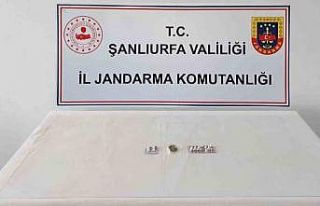 T.C.
ŞANLIURFA VALİLİĞİ
İL JANDARMA KOMUTANLIĞI